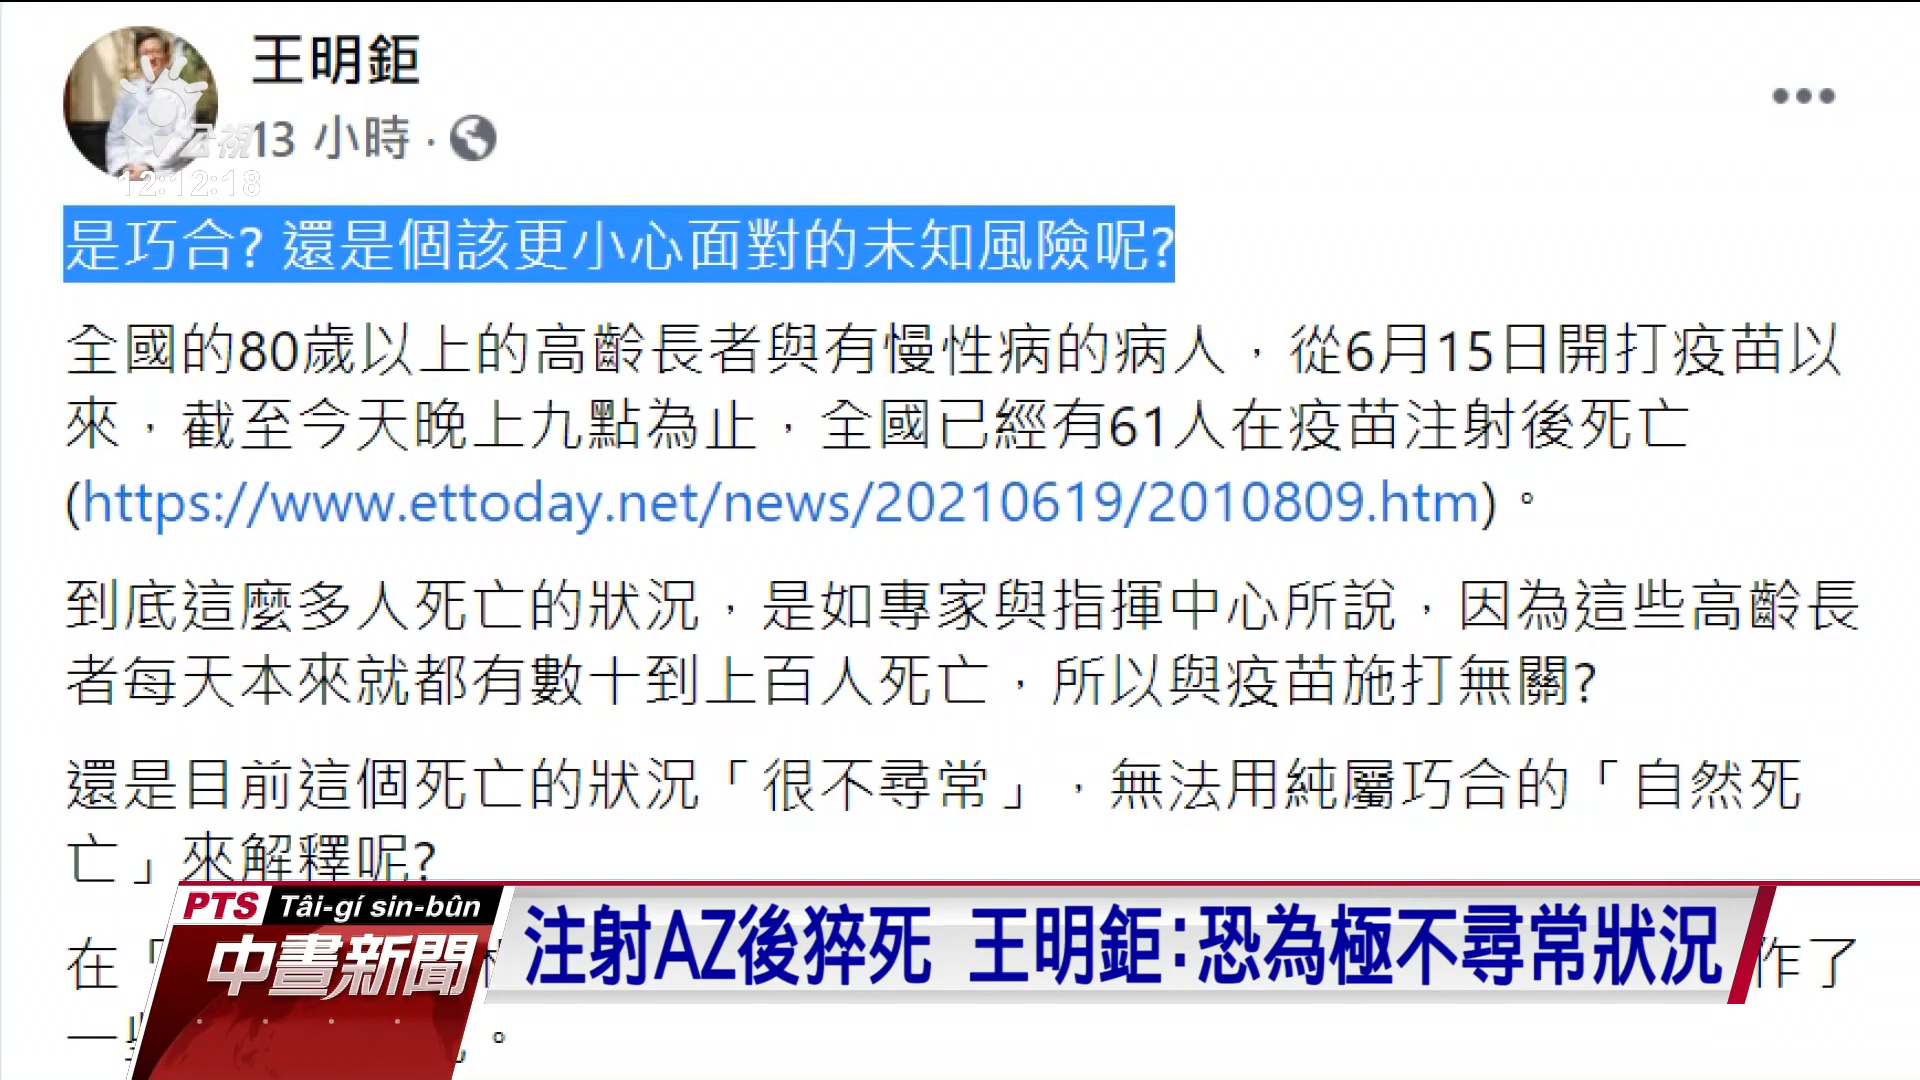 王明鉅
公視
13 小時 ·
12:12:18
是巧合? 還是個該更小心面對的未知風險呢?
全國的80歲以上的高齡長者與有慢性病的病人，從6月15日開打疫苗以
來，截至今天晚上九點為止，全國已經有61人在疫苗注射後死亡
(https://www.ettoday.net/news/20210619/2010809.htm)。
到底這麼多人死亡的狀況，是如專家與指揮中心所說，因為這些高齡長
者每天本來就都有數十到上百人死亡，所以與疫苗施打無關?
還是目前這個死亡的狀況「很不尋常」，無法用純屬巧合的「自然死
亡」來解釋呢?
PTS Tâi-gí sin-bûn
中晝新聞
注射AZ後猝死 王明鉅:恐為極不尋常狀況
在「
作了
一
。